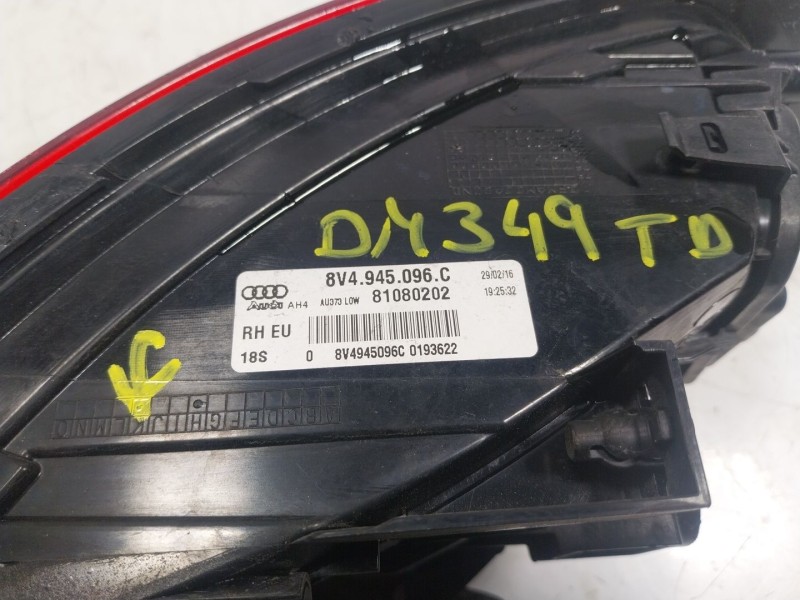 DM349TD
8V4.945.096.C
29/02/16
Audi AH4 AU373 LOW 81080202
19:25:32
RH EU
18S 0 8V4945096C 0193622